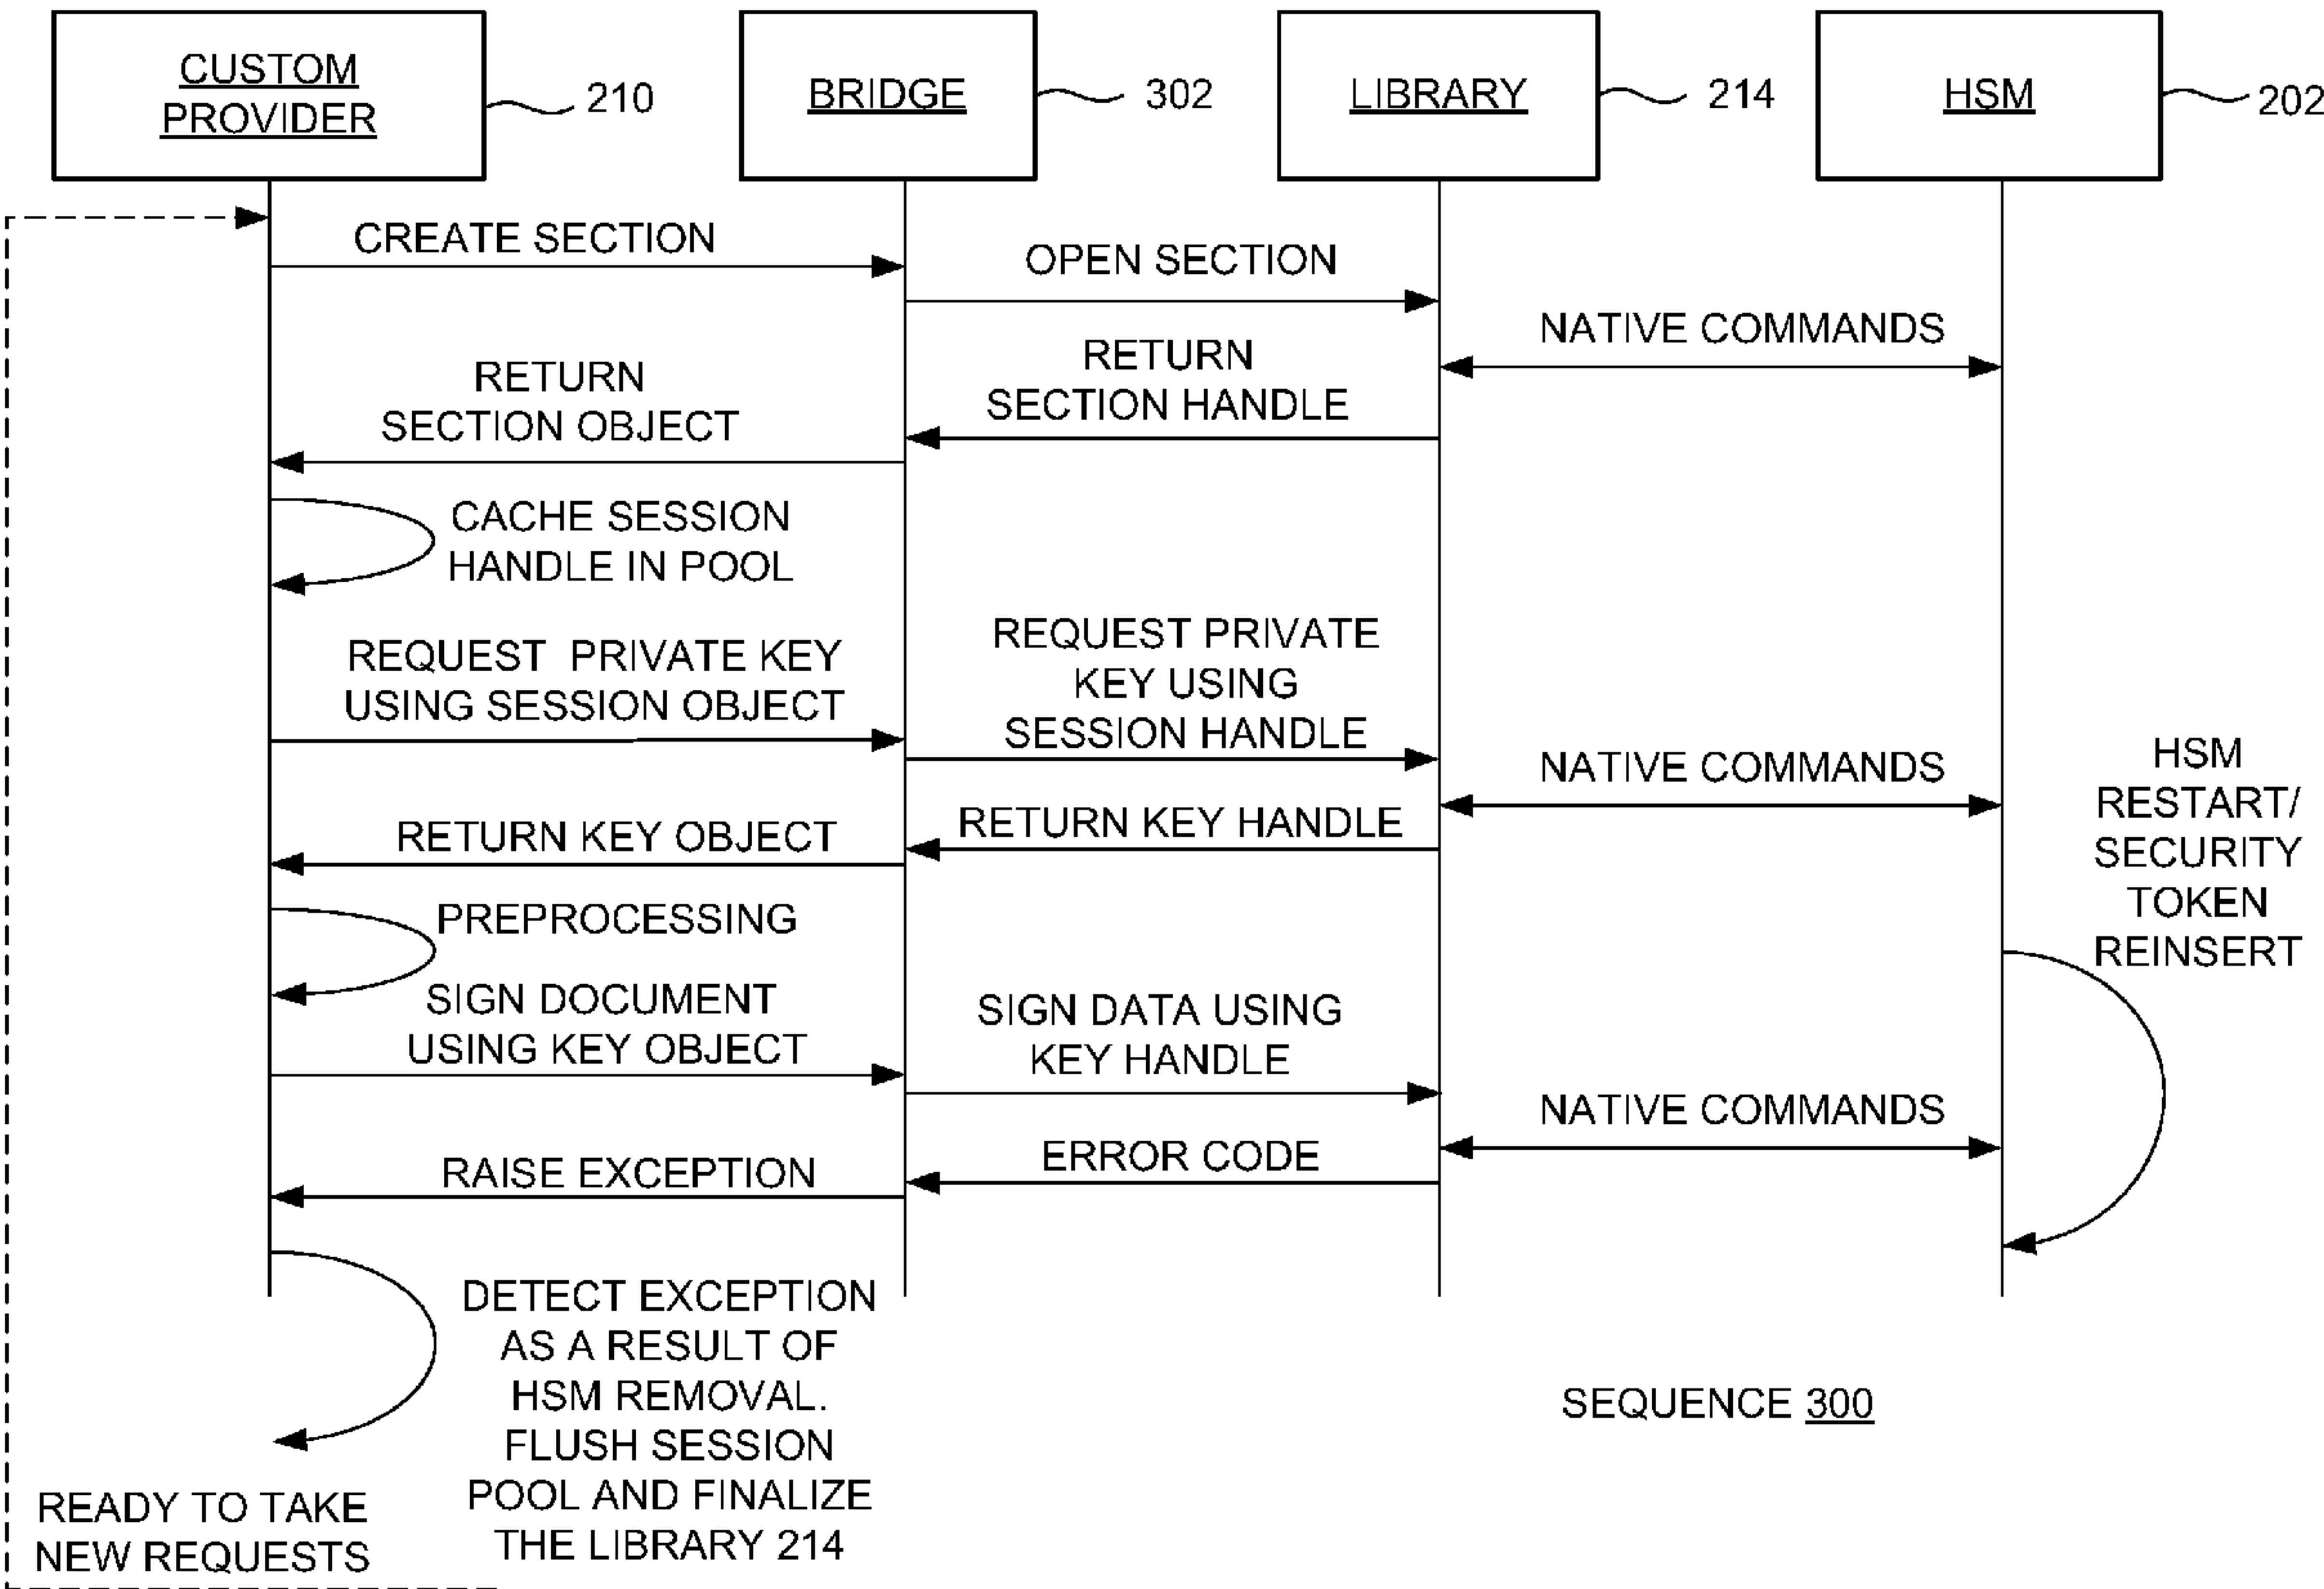 CUSTOM
PROVIDER
210
BRIDGE
302
LIBRARY
214
HSM
202
CREATE SECTION
OPEN SECTION
NATIVE COMMANDS
RETURN
SECTION HANDLE
RETURN
SECTION OBJECT
CACHE SESSION
HANDLE IN POOL
REQUEST PRIVATE KEY
USING SESSION OBJECT
REQUEST PRIVATE
KEY USING
SESSION HANDLE
NATIVE COMMANDS
HSM
RESTART/
SECURITY
TOKEN
REINSERT
RETURN KEY HANDLE
RETURN KEY OBJECT
PREPROCESSING
SIGN DOCUMENT
USING KEY OBJECT
SIGN DATA USING
KEY HANDLE
NATIVE COMMANDS
ERROR CODE
RAISE EXCEPTION
DETECT EXCEPTION
AS A RESULT OF
HSM REMOVAL.
FLUSH SESSION
POOL AND FINALIZE
THE LIBRARY 214
SEQUENCE 300
READY TO TAKE
NEW REQUESTS